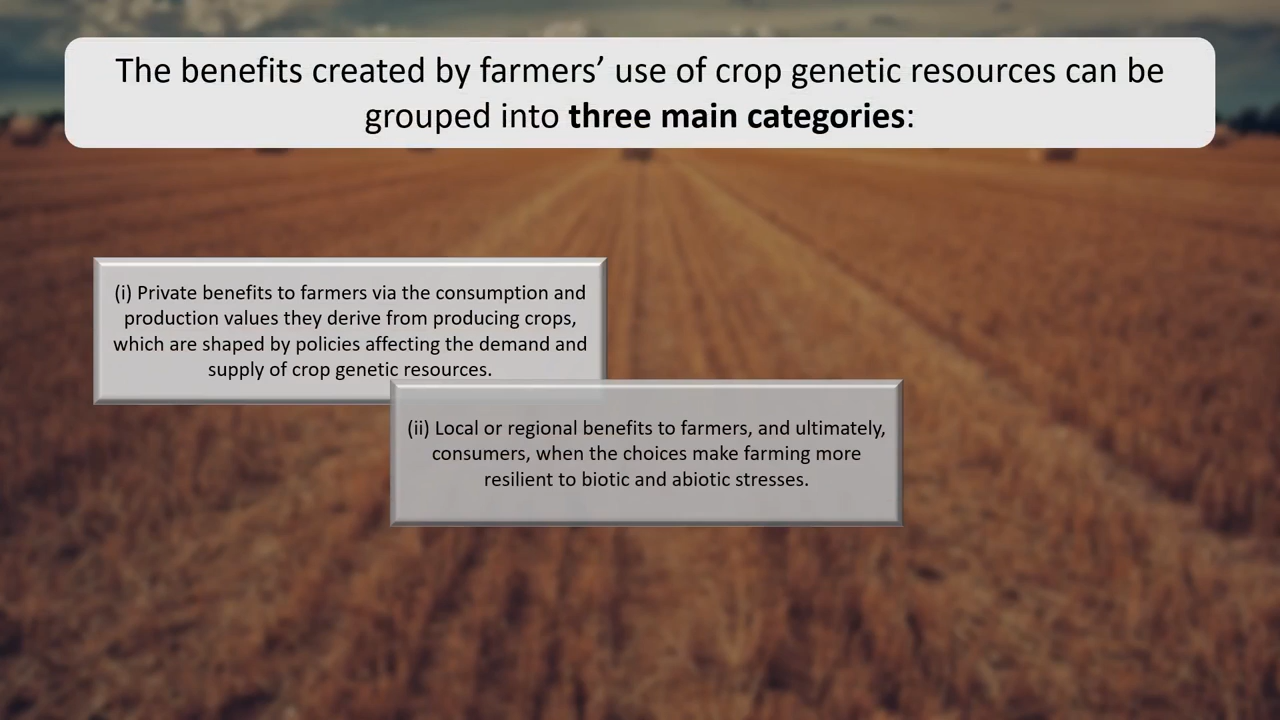 The benefits created by farmers’ use of crop genetic resources can be
grouped into three main categories:
(i) Private benefits to farmers via the consumption and
production values they derive from producing crops,
which are shaped by policies affecting the demand and
supply of crop genetic resources.
(ii) Local or regional benefits to farmers, and ultimately,
consumers, when the choices make farming more
resilient to biotic and abiotic stresses.